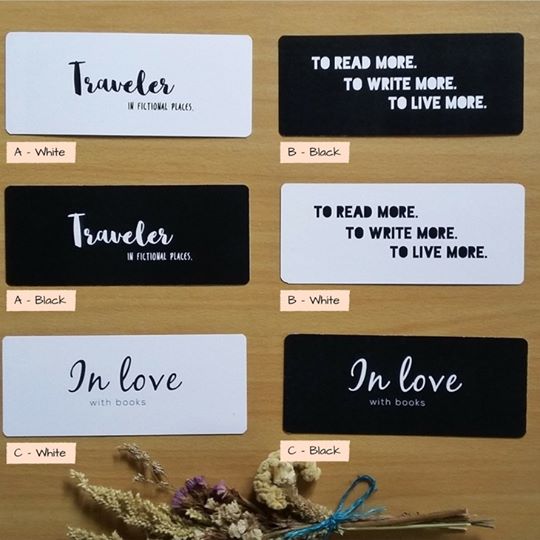 Traveler
IN FICTIONAL PLACES.
A - White
TO READ MORE.
TO WRITE MORE.
TO LIVE MORE.
B - Black
Traveler
IN FICTIONAL PLACES.
A - Black
TO READ MORE.
TO WRITE MORE.
TO LIVE MORE.
B - White
In love
with books
C - White
In love
with books
C - Black